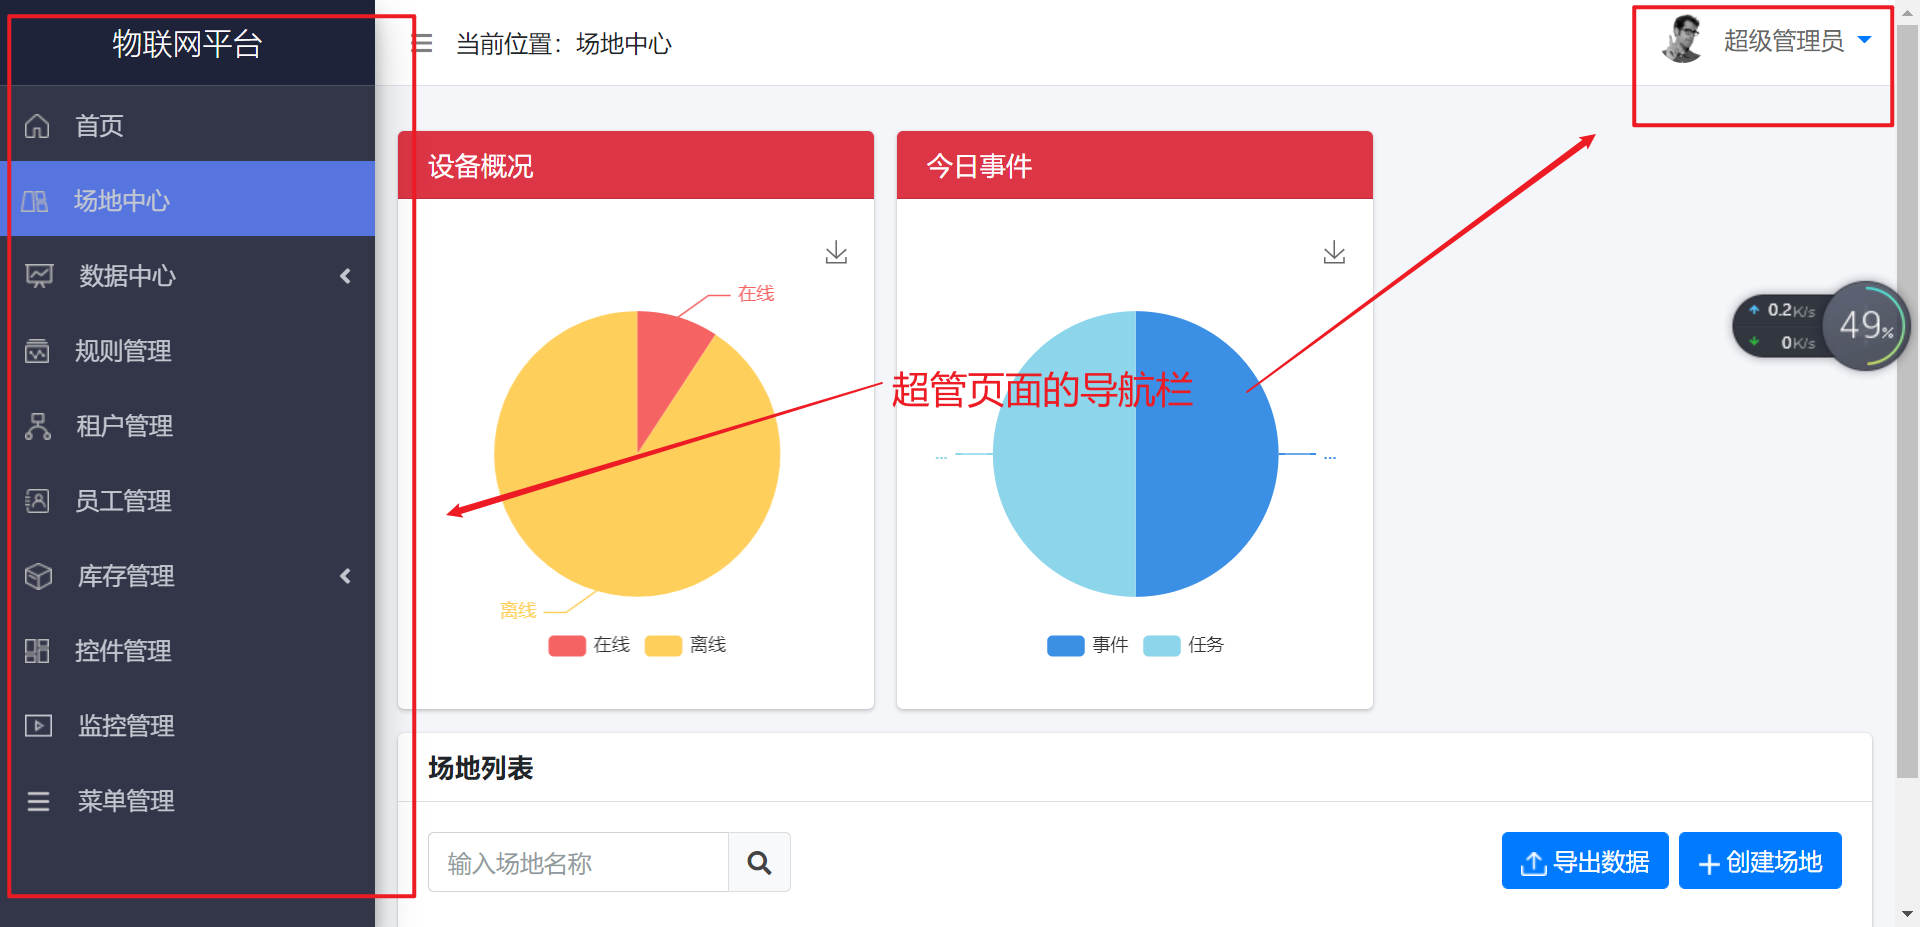 物联网平台
当前位置：场地中心
超级管理员
首页
场地中心
数据中心
规则管理
租户管理
员工管理
库存管理
控件管理
监控管理
菜单管理
设备概况
在线
离线
在线 离线
今日事件
...
...
事件 任务
超管页面的导航栏
0.2K/s
0K/s
49%
场地列表
输入场地名称
导出数据
创建场地